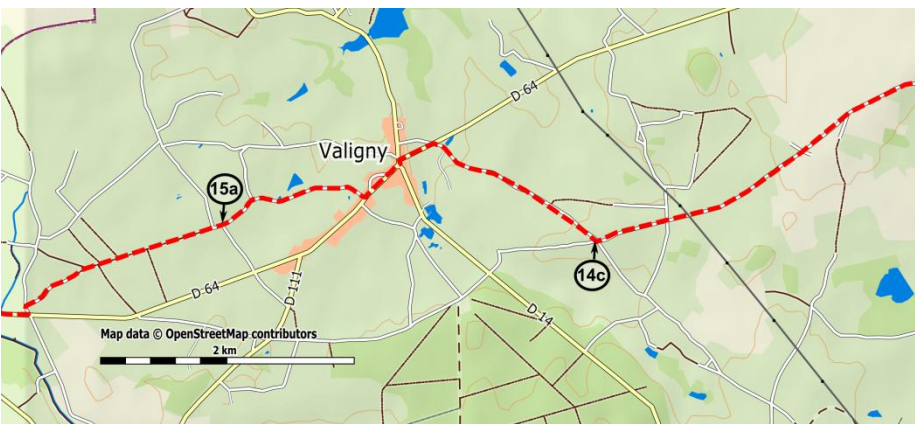 D-64
Valigny
15a
14c
D-64
D-111
D-14
Map data © OpenStreetMap contributors
2 km